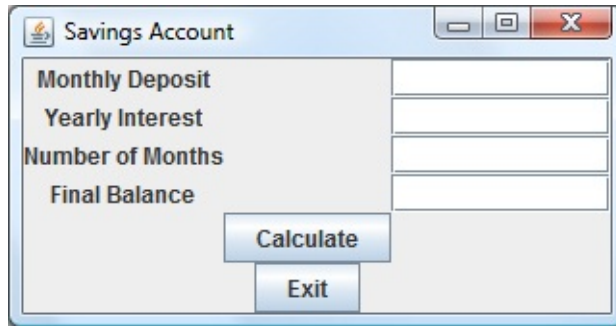 Savings Account
Monthly Deposit
Yearly Interest
Number of Months
Final Balance
Calculate
Exit